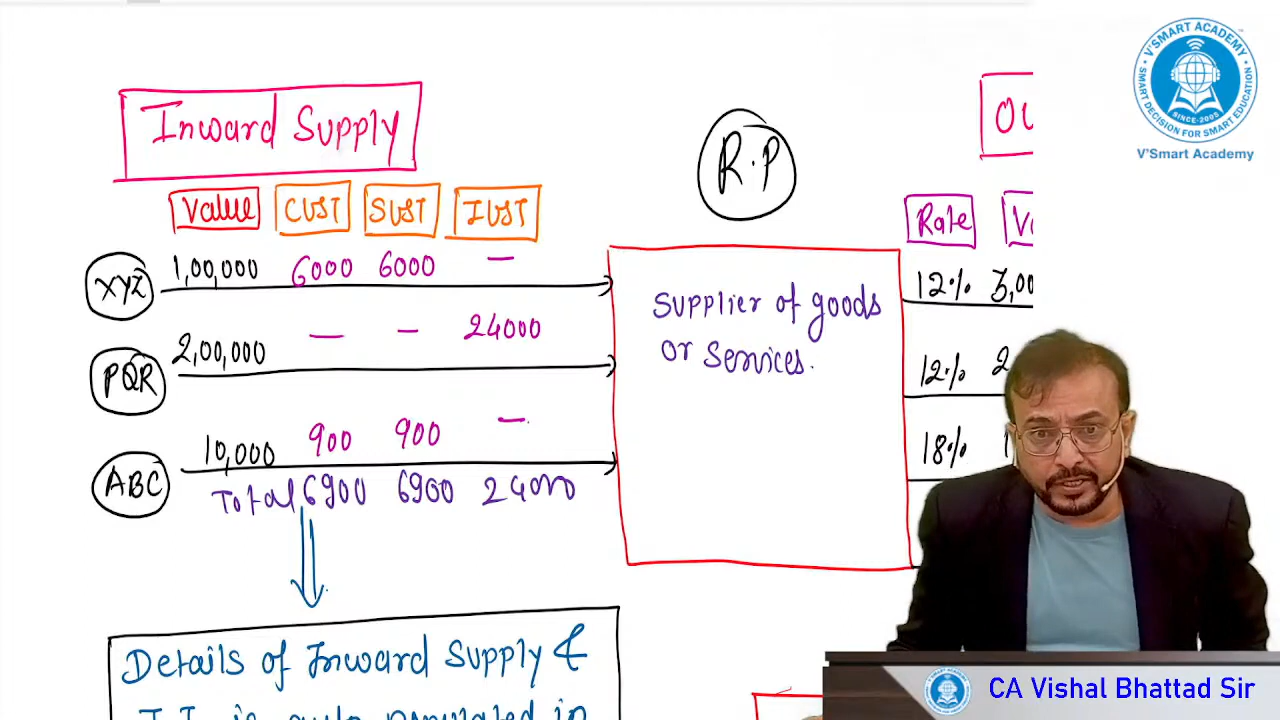 Inward Supply
Value CGST SGST IGST
XYZ 1,00,000 6000 6000 —
PQR 2,00,000 — — 24000
ABC 10,000 900 900 —
Total 6900 6900 24000
Details of Inward Supply &
R.P
Supplier of goods
or Services.
Rate
12%
12%
18%
V'SMART ACADEMY
SMART DECISION FOR SMART EDUCATION
SINCE-2005
V'Smart Academy
CA Vishal Bhattad Sir